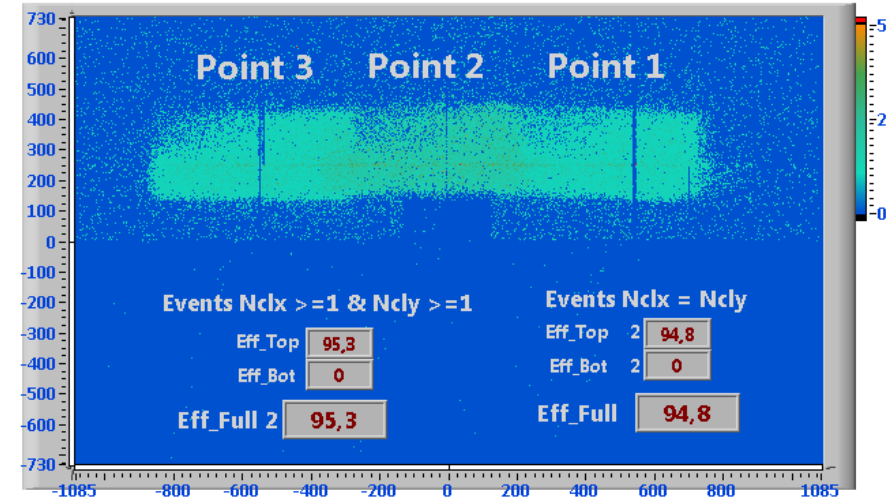 730
Point 3 Point 2 Point 1
600
500
400
300
200
100
0
-100
-200
-300
-400
-500
-600
-730
-5
-2
-0
Events Nclx >=1 & Ncly >=1
Eff_Top 95,3
Eff_Bot 0
Eff_Full 2 95,3
Events Nclx = Ncly
Eff_Top 2 94,8
Eff_Bot 2 0
Eff_Full 94,8
-1085 -800 -600 -400 -200 0 200 400 600 800 1085